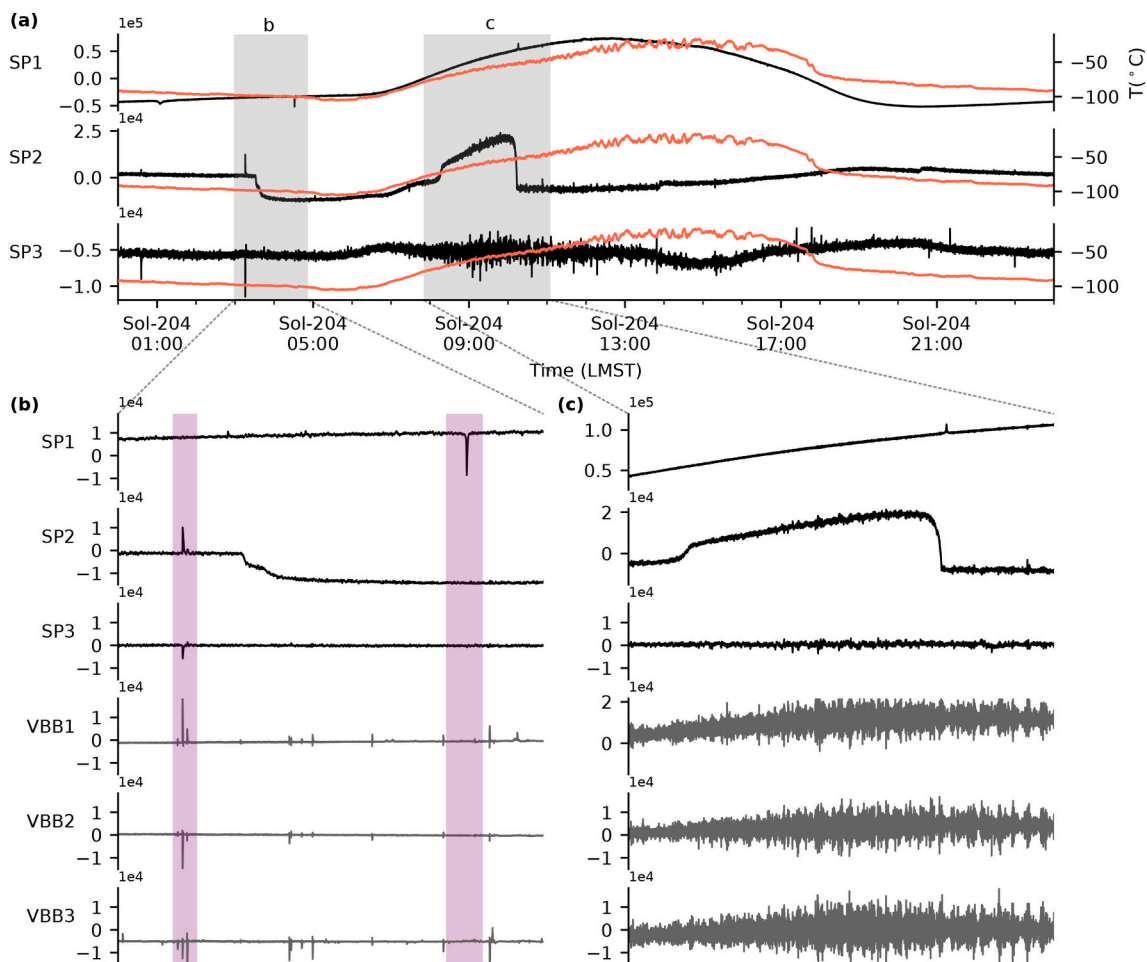 (a)
b
c
1e5
SP1
0.5
0.0
−0.5
−50
−100
T(°C)
1e4
SP2
2.5
0.0
−50
−100
1e4
SP3
−0.5
−1.0
−50
−100
Sol-204 Sol-204 Sol-204 Sol-204 Sol-204 Sol-204
01:00 05:00 09:00 13:00 17:00 21:00
Time (LMST)
(b)
1e4
SP1
1
0
−1
1e4
SP2
1
0
−1
1e4
SP3
1
0
−1
1e4
VBB1
1
0
−1
1e4
VBB2
1
0
−1
1e4
VBB3
1
0
−1
(c)
1e5
1.0
0.5
1e4
2
0
1e4
1
0
−1
1e4
2
0
1e4
1
0
−1
1e4
1
0
−1